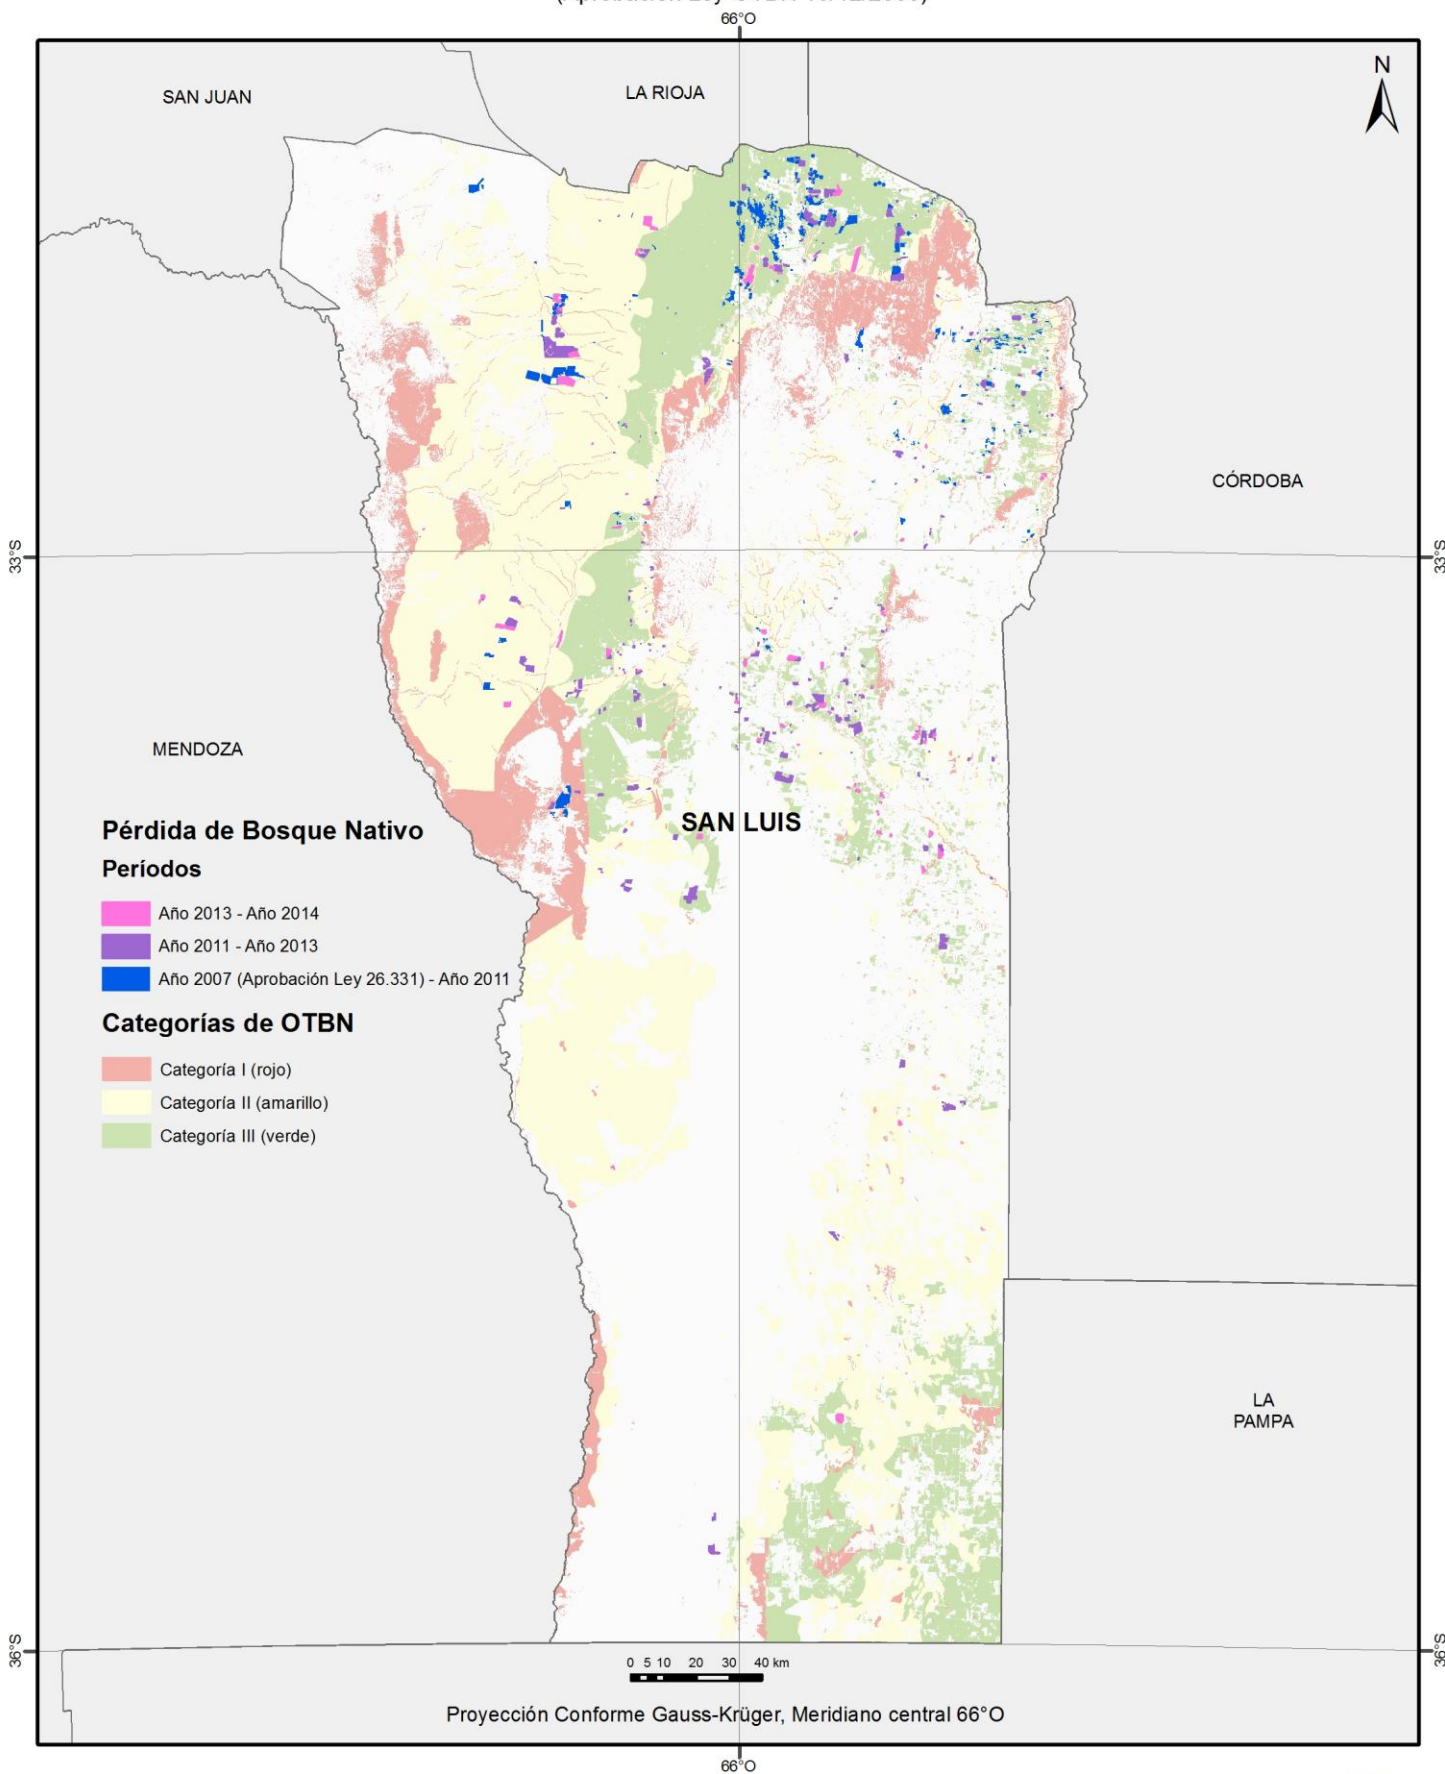 66°O
N
SAN JUAN
LA RIOJA
CÓRDOBA
33°S
33°S
MENDOZA
SAN LUIS
Pérdida de Bosque Nativo
Períodos
Año 2013 - Año 2014
Año 2011 - Año 2013
Año 2007 (Aprobación Ley 26.331) - Año 2011
Categorías de OTBN
Categoría I (rojo)
Categoría II (amarillo)
Categoría III (verde)
LA
PAMPA
36°S
36°S
0 5 10 20 30 40 km
Proyección Conforme Gauss-Krüger, Meridiano central 66°O
66°O